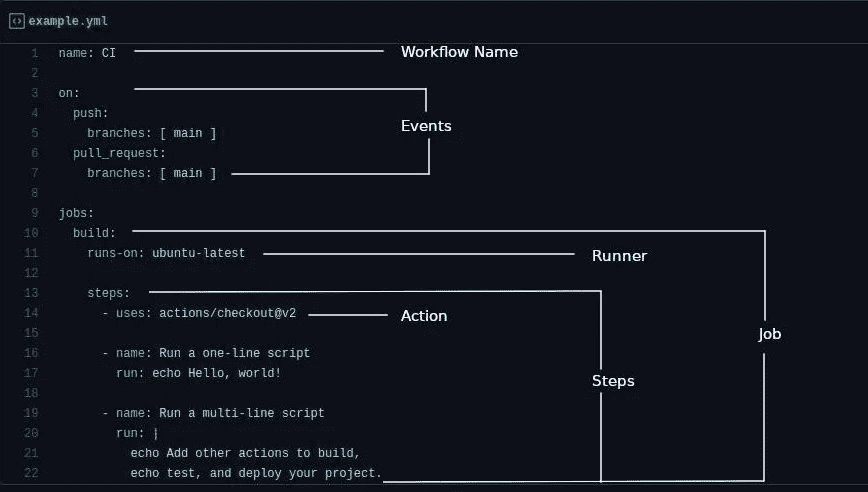 example.yml
1 name: CI Workflow Name
2
3 on:
4 push:
5 branches: [ main ] Events
6 pull_request:
7 branches: [ main ]
8
9 jobs:
10 build:
11 runs-on: ubuntu-latest Runner
12
13 steps:
14 - uses: actions/checkout@v2 Action
15 Job
16 - name: Run a one-line script
17 run: echo Hello, world! Steps
18
19 - name: Run a multi-line script
20 run: |
21 echo Add other actions to build,
22 echo test, and deploy your project.